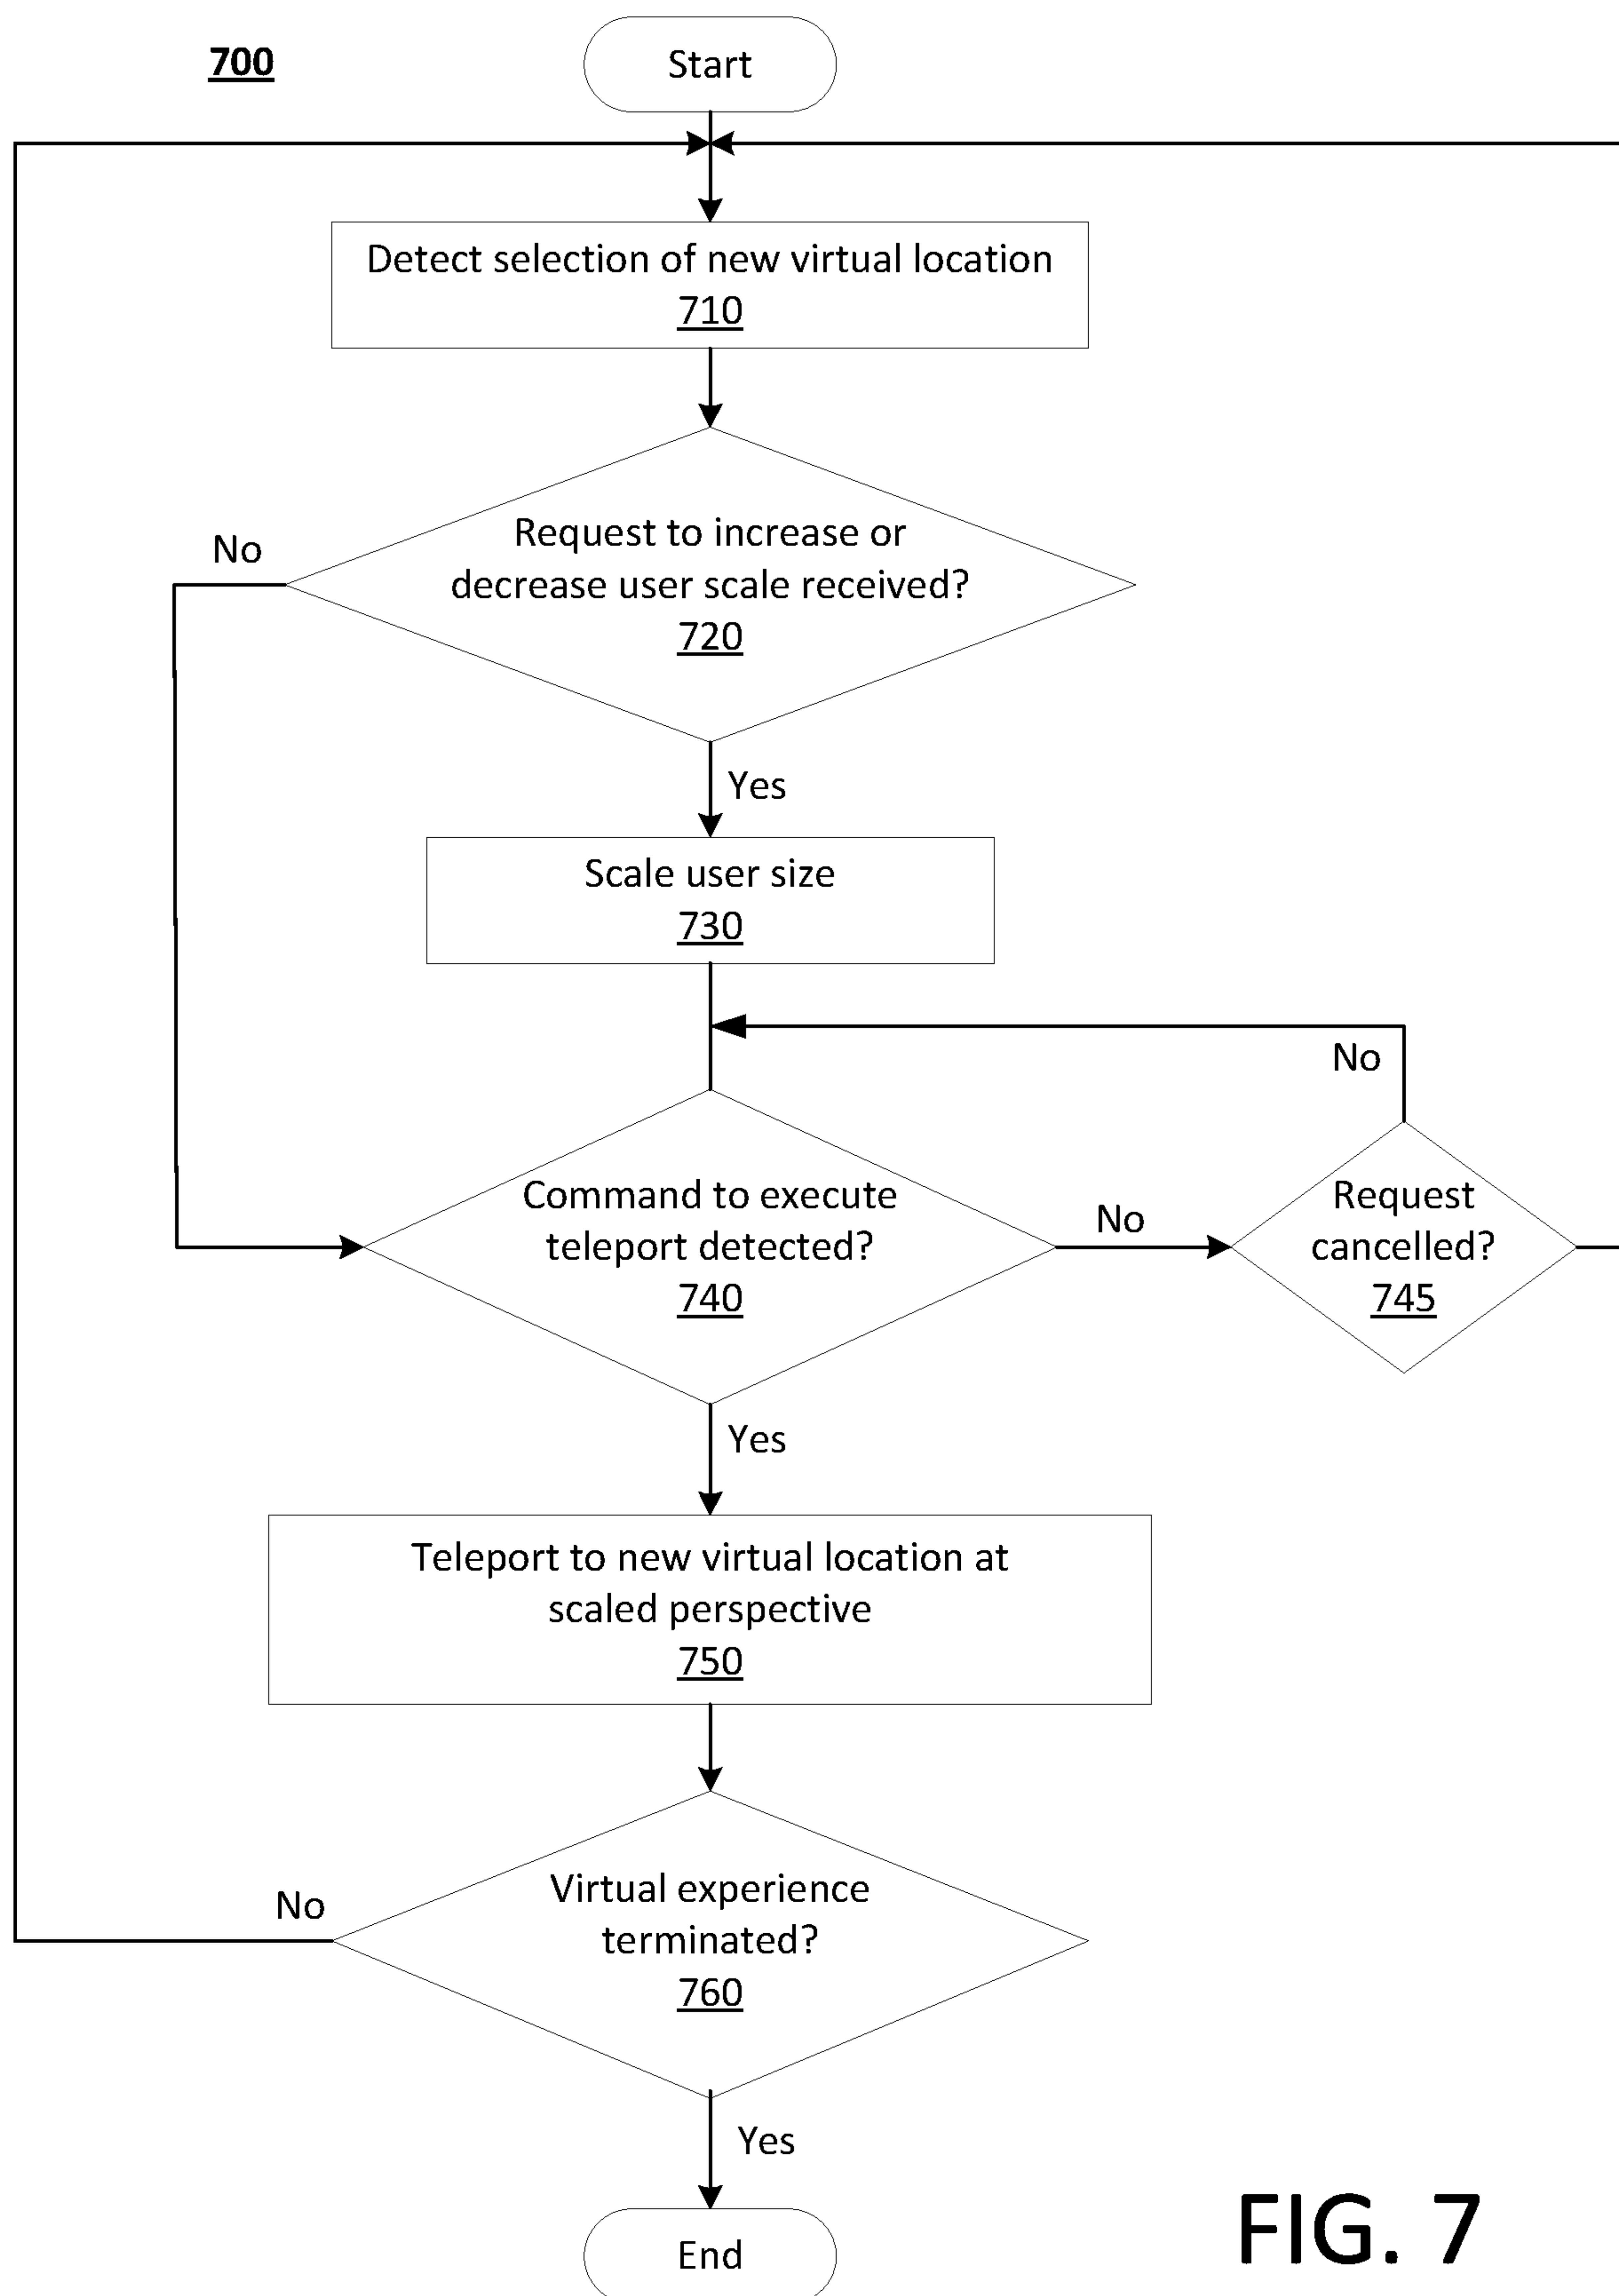 700
Start
Detect selection of new virtual location
710
Request to increase or
decrease user scale received?
720
No
Yes
Scale user size
730
No
Command to execute
teleport detected?
740
No
Request
cancelled?
745
Yes
Teleport to new virtual location at
scaled perspective
750
Virtual experience
terminated?
760
No
Yes
End
FIG. 7